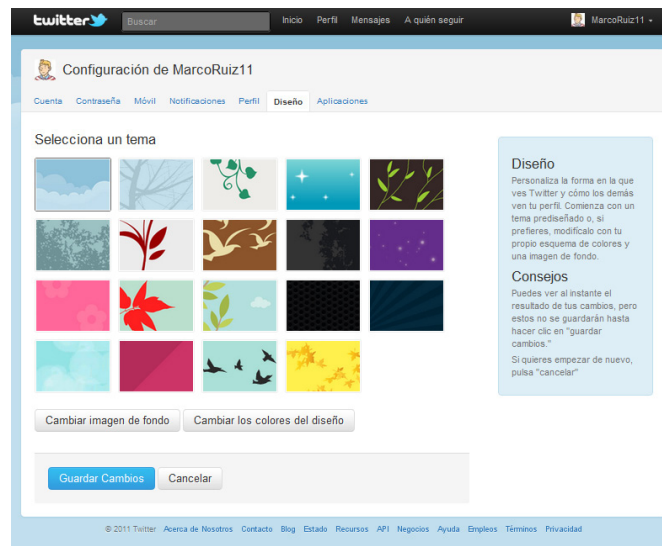 twitter
Buscar
Inicio Perfil Mensajes A quién seguir
MarcoRuiz11
Configuración de MarcoRuiz11
Cuenta Contraseña Móvil Notificaciones Perfil Diseño Aplicaciones
Selecciona un tema
Cambiar imagen de fondo Cambiar los colores del diseño
Guardar Cambios Cancelar
Diseño
Personaliza la forma en la que
ves Twitter y cómo los demás
ven tu perfil. Comienza con un
tema prediseñado o, si
prefieres, modifícalo con tu
propio esquema de colores y
una imagen de fondo.
Consejos
Puedes ver al instante el
resultado de tus cambios, pero
estos no se guardarán hasta
hacer clic en "guardar
cambios."
Si quieres empezar de nuevo,
pulsa "cancelar"
© 2011 Twitter Acerca de Nosotros Contacto Blog Estado Recursos API Negocios Ayuda Empleos Términos Privacidad